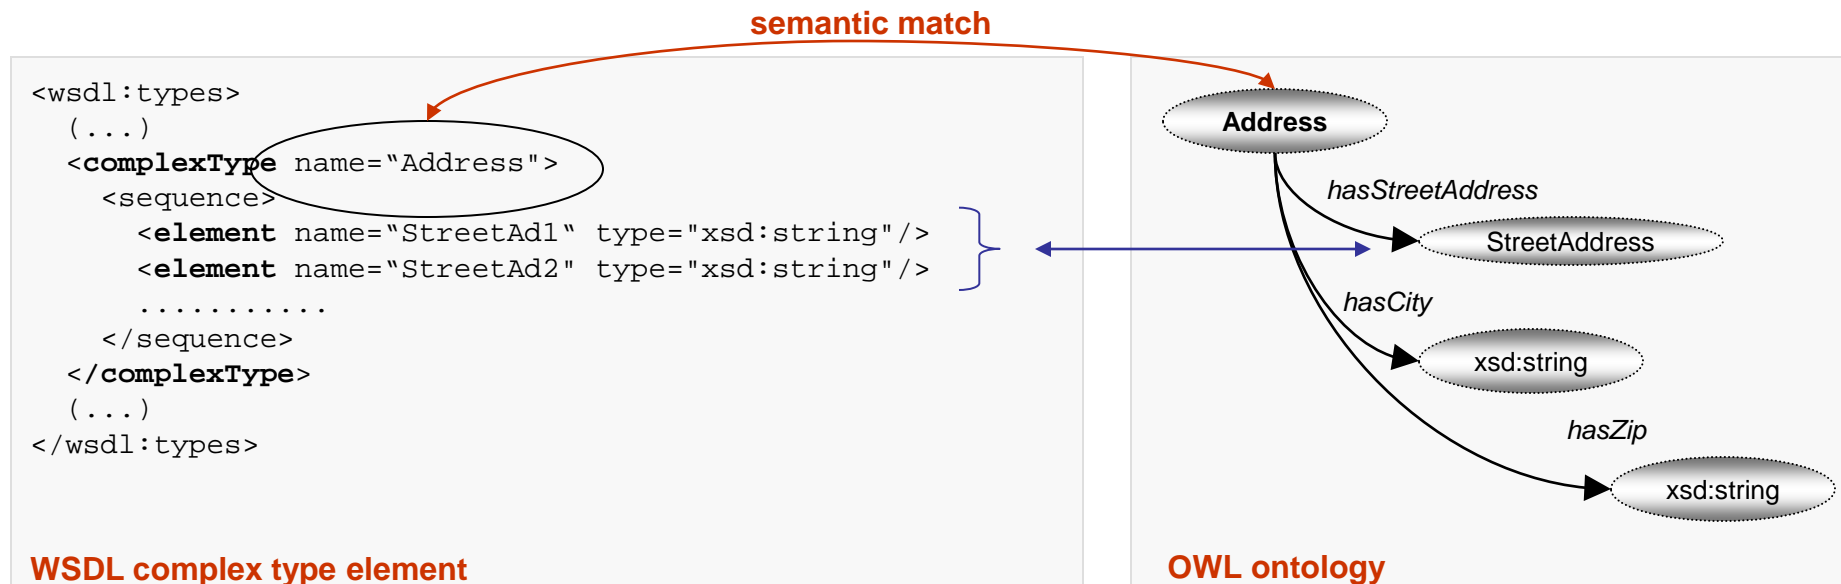 semantic match
<wsdl:types>
(...)
<complexType name=“Address">
<sequence>
<element name=“StreetAd1“ type="xsd:string"/>
<element name=“StreetAd2" type="xsd:string"/>
...........
</sequence>
</complexType>
(...)
</wsdl:types>
WSDL complex type element
Address
hasStreetAddress
StreetAddress
hasCity
xsd:string
hasZip
xsd:string
OWL ontology